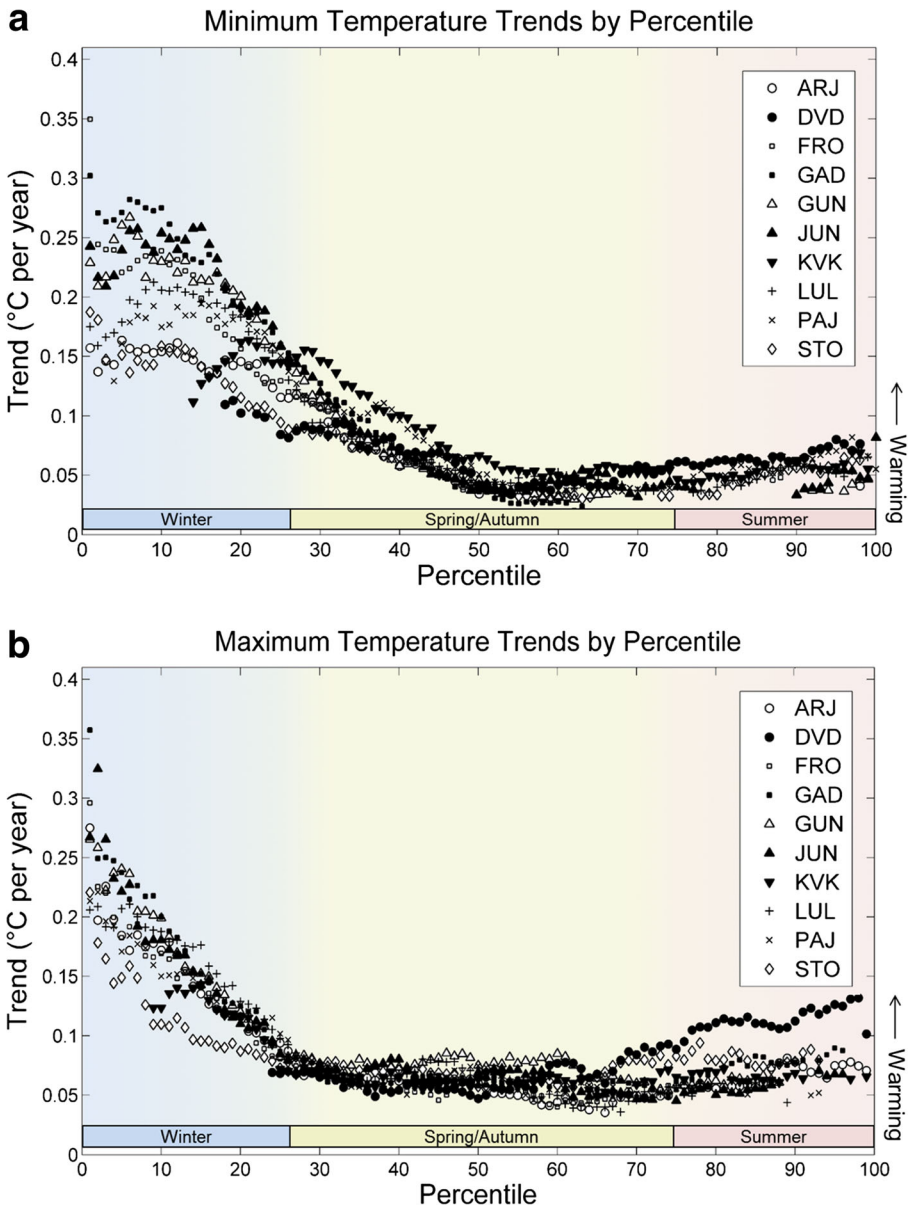 a
Minimum Temperature Trends by Percentile
0.4
0.35
0.3
0.25
0.2
0.15
0.1
0.05
0
Trend (°C per year)
ARJ
DVD
FRO
GAD
GUN
JUN
KVK
LUL
PAJ
STO
Warming
Winter
Spring/Autumn
Summer
0 10 20 30 40 50 60 70 80 90 100
Percentile
b
Maximum Temperature Trends by Percentile
0.4
0.35
0.3
0.25
0.2
0.15
0.1
0.05
0
Trend (°C per year)
ARJ
DVD
FRO
GAD
GUN
JUN
KVK
LUL
PAJ
STO
Warming
Winter
Spring/Autumn
Summer
0 10 20 30 40 50 60 70 80 90 100
Percentile